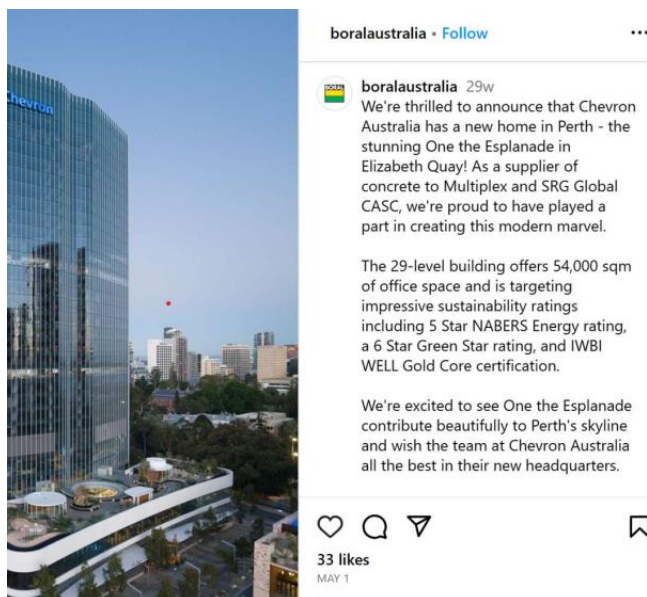 Chevron
boralaustralia • Follow
BORAL
boralaustralia 29w
We're thrilled to announce that Chevron
Australia has a new home in Perth - the
stunning One the Esplanade in
Elizabeth Quay! As a supplier of
concrete to Multiplex and SRG Global
CASC, we're proud to have played a
part in creating this modern marvel.
The 29-level building offers 54,000 sqm
of office space and is targeting
impressive sustainability ratings
including 5 Star NABERS Energy rating,
a 6 Star Green Star rating, and IWBI
WELL Gold Core certification.
We're excited to see One the Esplanade
contribute beautifully to Perth's skyline
and wish the team at Chevron Australia
all the best in their new headquarters.
33 likes
MAY 1